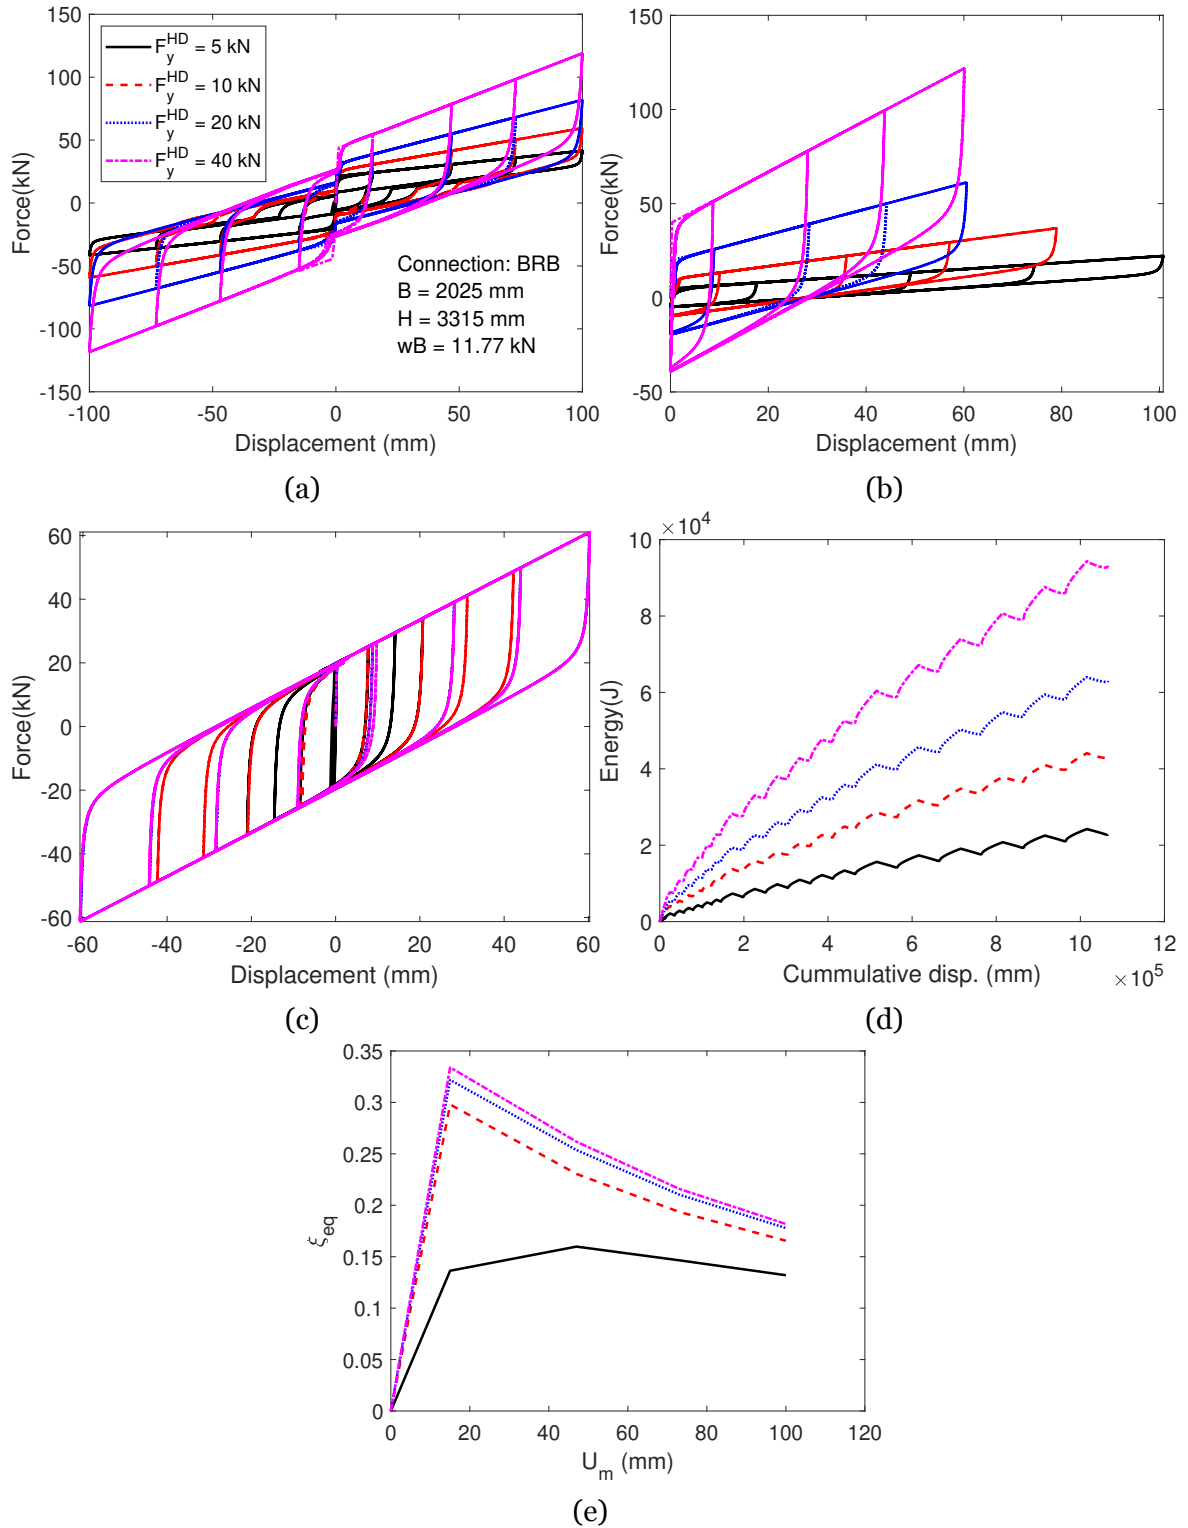 150
100
50
0
-50
-100
-150
Force(kN)
-100 -50 0 50 100
Displacement (mm)
F_y^HD = 5 kN
F_y^HD = 10 kN
F_y^HD = 20 kN
F_y^HD = 40 kN
Connection: BRB
B = 2025 mm
H = 3315 mm
wB = 11.77 kN
(a)
150
100
50
0
-50
Force(kN)
0 20 40 60 80 100
Displacement (mm)
(b)
60
40
20
0
-20
-40
-60
Force(kN)
-60 -40 -20 0 20 40 60
Displacement (mm)
(c)
×10^4
10
8
6
4
2
0
Energy(J)
0 2 4 6 8 10 12
Cummulative disp. (mm)
×10^5
(d)
0.35
0.3
0.25
0.2
0.15
0.1
0.05
0
ξ_eq
0 20 40 60 80 100 120
U_m (mm)
(e)